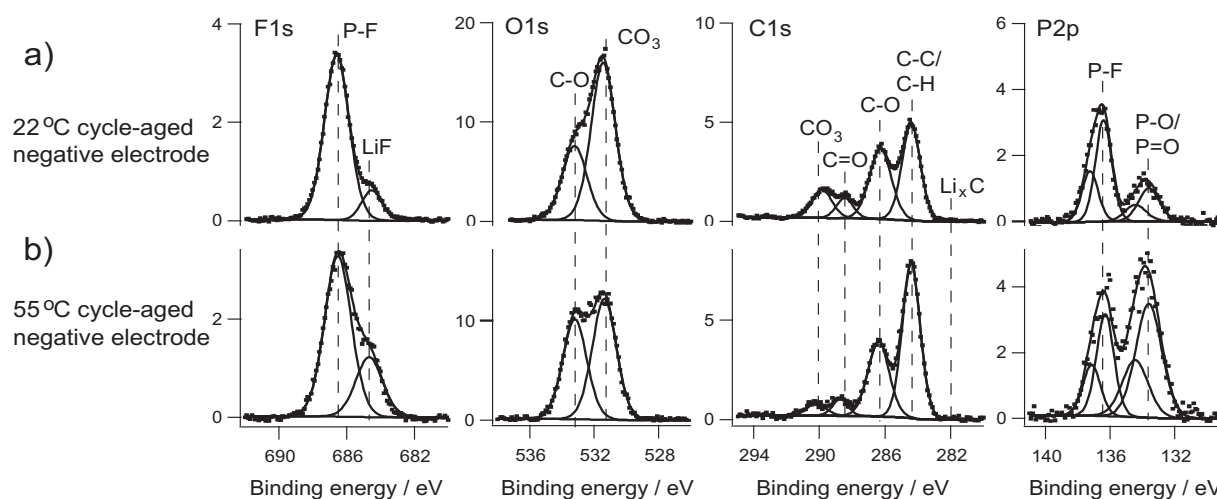 a)
22 °C cycle-aged
negative electrode
b)
55 °C cycle-aged
negative electrode
F1s
P-F
LiF
4
2
0
2
0
690 686 682
Binding energy / eV
O1s
C-O
CO3
20
10
0
10
0
536 532 528
Binding energy / eV
C1s
CO3
C=O
C-O
C-C/
C-H
LixC
10
5
0
5
0
294 290 286 282
Binding energy / eV
P2p
P-F
P-O/
P=O
6
4
2
0
4
2
0
140 136 132
Binding energy / eV